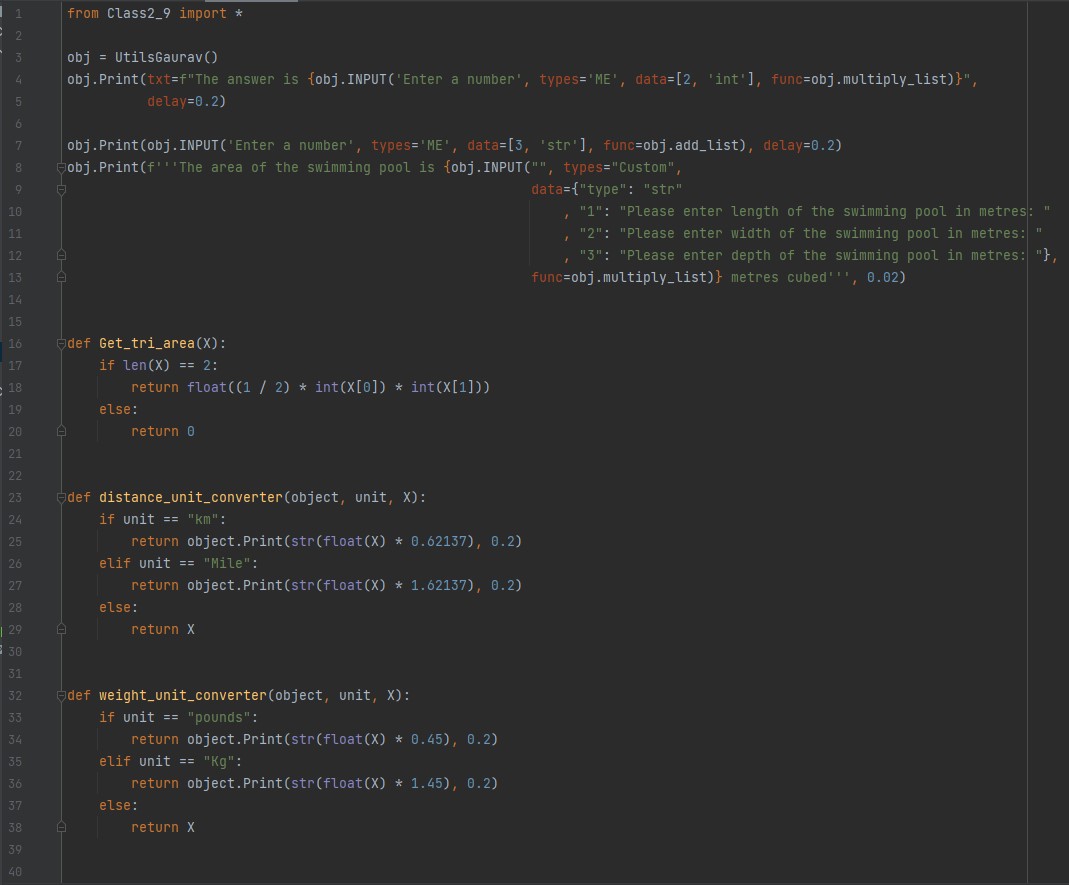 1 from Class2_9 import *
2
3 obj = UtilsGaurav()
4 obj.Print(txt=f"The answer is {obj.INPUT('Enter a number', types='ME', data=[2, 'int'], func=obj.multiply_list)}",
5 delay=0.2)
6
7 obj.Print(obj.INPUT('Enter a number', types='ME', data=[3, 'str'], func=obj.add_list), delay=0.2)
8 obj.Print(f'''The area of the swimming pool is {obj.INPUT("", types="Custom",
9 data={"type": "str"
10 , "1": "Please enter length of the swimming pool in metres: "
11 , "2": "Please enter width of the swimming pool in metres: "
12 , "3": "Please enter depth of the swimming pool in metres: "},
13 func=obj.multiply_list)} metres cubed''', 0.02)
14
15
16 def Get_tri_area(X):
17 if len(X) == 2:
18 return float((1 / 2) * int(X[0]) * int(X[1]))
19 else:
20 return 0
21
22
23 def distance_unit_converter(object, unit, X):
24 if unit == "km":
25 return object.Print(str(float(X) * 0.62137), 0.2)
26 elif unit == "Mile":
27 return object.Print(str(float(X) * 1.62137), 0.2)
28 else:
29 return X
30
31
32 def weight_unit_converter(object, unit, X):
33 if unit == "pounds":
34 return object.Print(str(float(X) * 0.45), 0.2)
35 elif unit == "Kg":
36 return object.Print(str(float(X) * 1.45), 0.2)
37 else:
38 return X
39
40